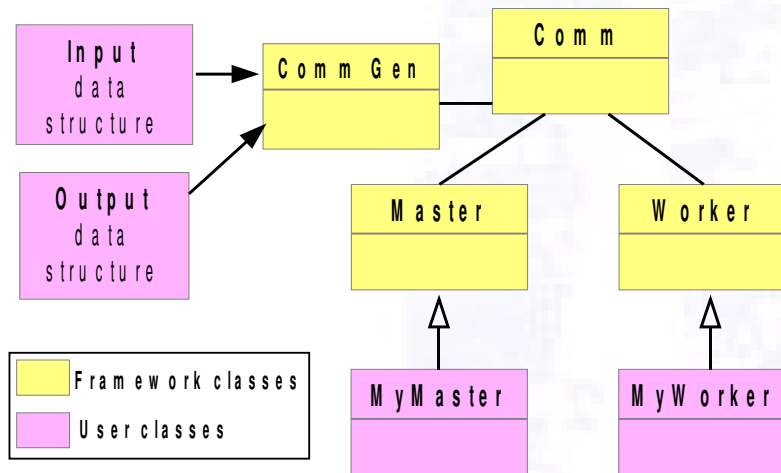 Input
data
structure
Comm Gen
Comm
Output
data
structure
Master
Worker
Framework classes
User classes
MyMaster
MyWorker